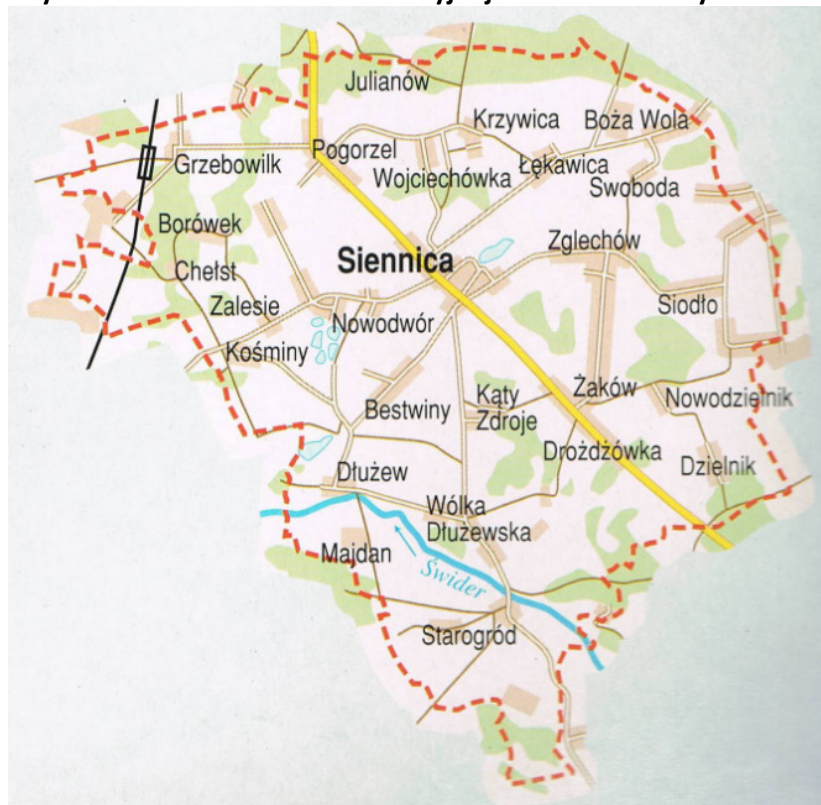 Julianów
Krzywica
Boża Wola
Pogorzel
Grzebowilk
Wojciechówka
Łękawica
Swoboda
Borówek
Zglechów
Siennica
Chełst
Zalesie
Siodło
Nowodwór
Kośminy
Żaków
Kąty
Zdroje
Nowodzielnik
Bestwiny
Drożdżówka
Dzielnik
Dłużew
Wólka
Dłużewska
Majdan
Świder
Starogród